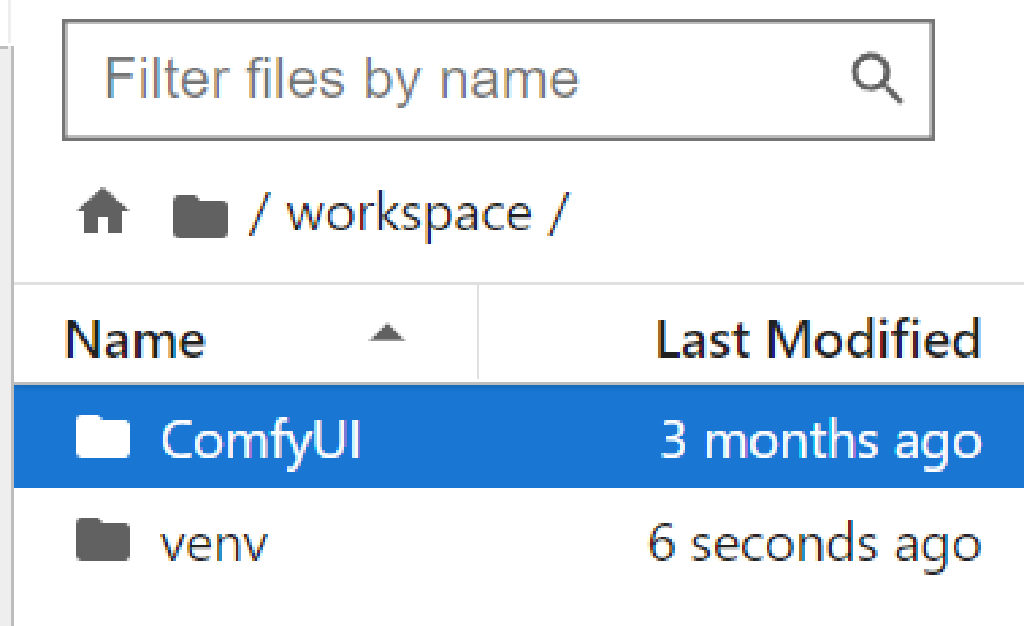 Filter files by name
/ workspace /
Name Last Modified
ComfyUI 3 months ago
venv 6 seconds ago